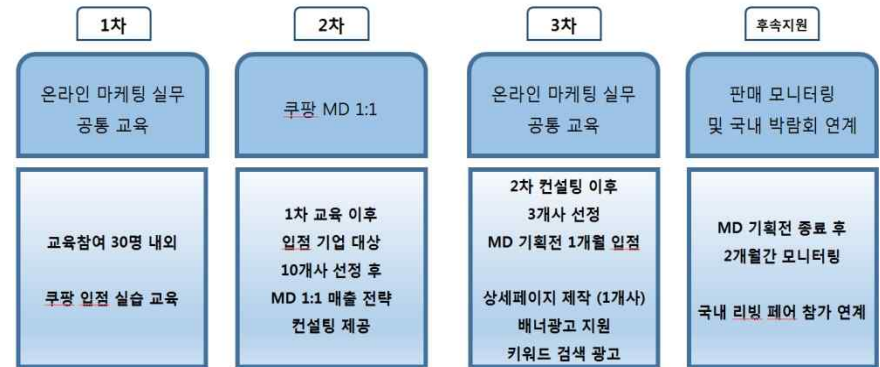 1차
온라인 마케팅 실무
공통 교육
교육참여 30명 내외
쿠팡 입점 실습 교육
2차
쿠팡 MD 1:1
1차 교육 이후
입점 기업 대상
10개사 선정 후
MD 1:1 매출 전략
컨설팅 제공
3차
온라인 마케팅 실무
공통 교육
2차 컨설팅 이후
3개사 선정
MD 기획전 1개월 입점
상세페이지 제작 (1개사)
배너광고 지원
키워드 검색 광고
후속지원
판매 모니터링
및 국내 박람회 연계
MD 기획전 종료 후
2개월간 모니터링
국내 리빙 페어 참가 연계